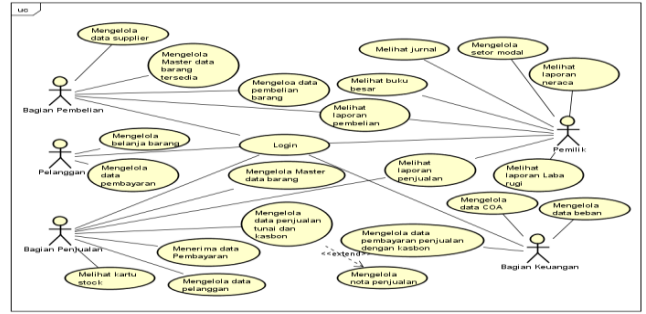 uc
Mengelola
data supplier
Mengelola
Master data
barang
tersedia
Mengeloa data
pembelian
barang
Melihat jurnal
Mengelola
setor modal
Melihat
laporan
neraca
Melihat buku
besar
Melihat
laporan
pembelian
Bagian Pembelian
Pemilik
Mengelola
belanja barang
Login
Pelanggan
Mengelola
data
pembayaran
Mengelola Master
data barang
Melihat
laporan
penjualan
Melihat
laporan Laba
rugi
Mengelola
data COA
Mengelola
data beban
Mengelola
data penjualan
tunai dan
kasbon
Bagian Penjualan
Menerima data
Pembayaran
Mengelola data
pembayaran penjualan
dengan kasbon
<<extend>>
Bagian Keuangan
Melihat kartu
stock
Mengelola data
pelanggan
Mengelola
nota penjualan